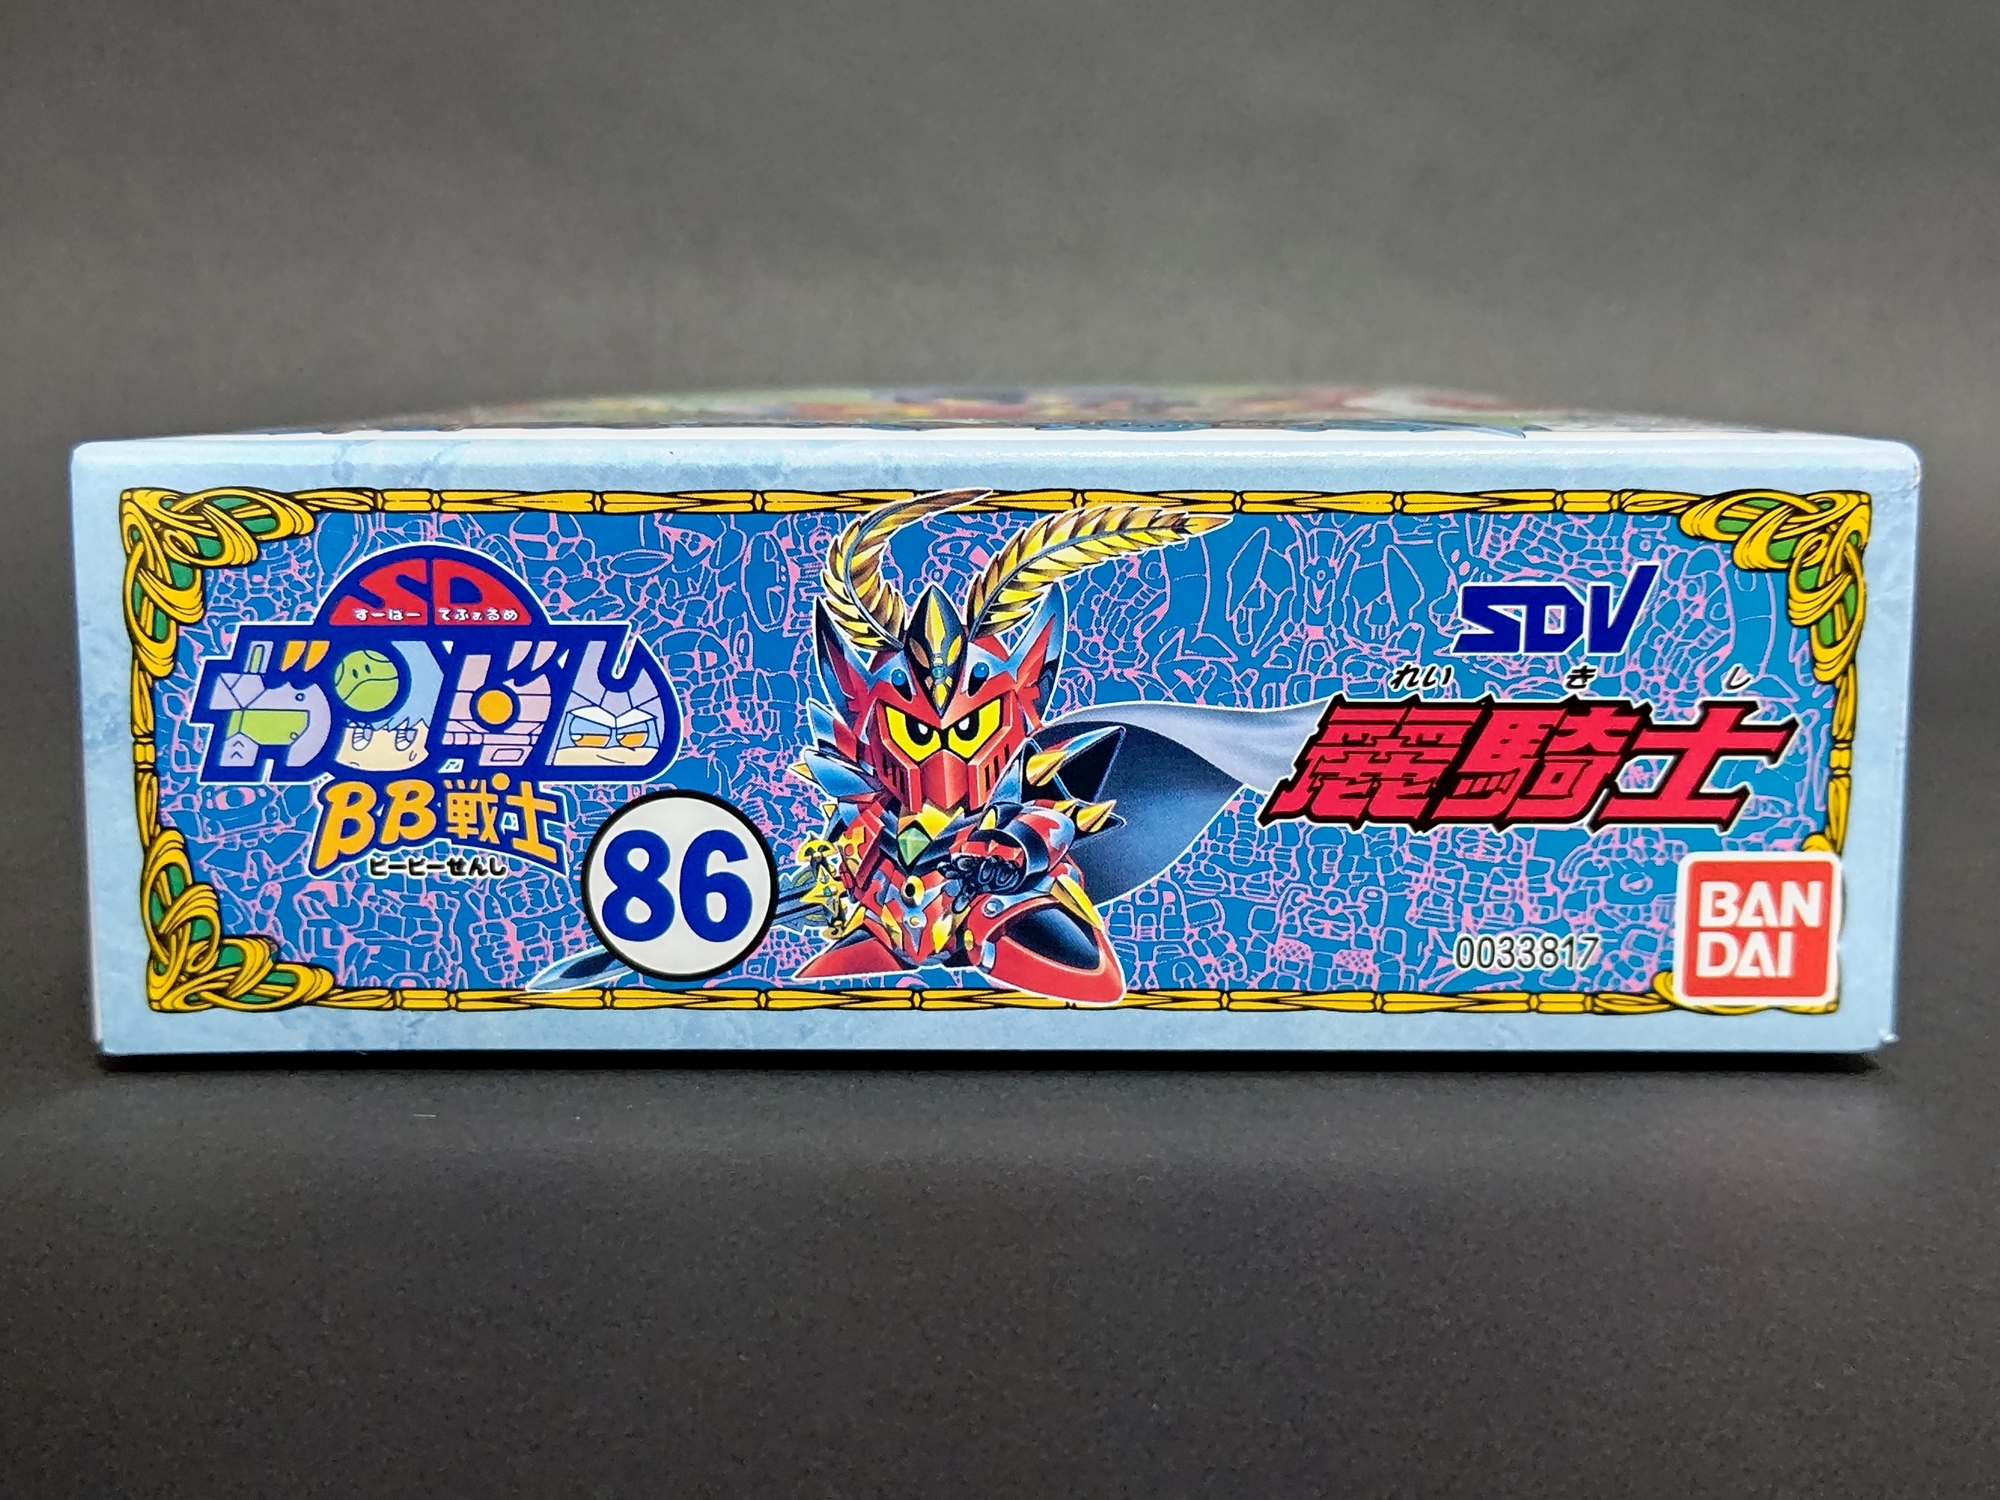 SD
すーぱー でふぉるめ
ガンダム
BB戦士
ビービーせんし
86
SDV
れい き し
麗騎士
0033817
BAN
DAI